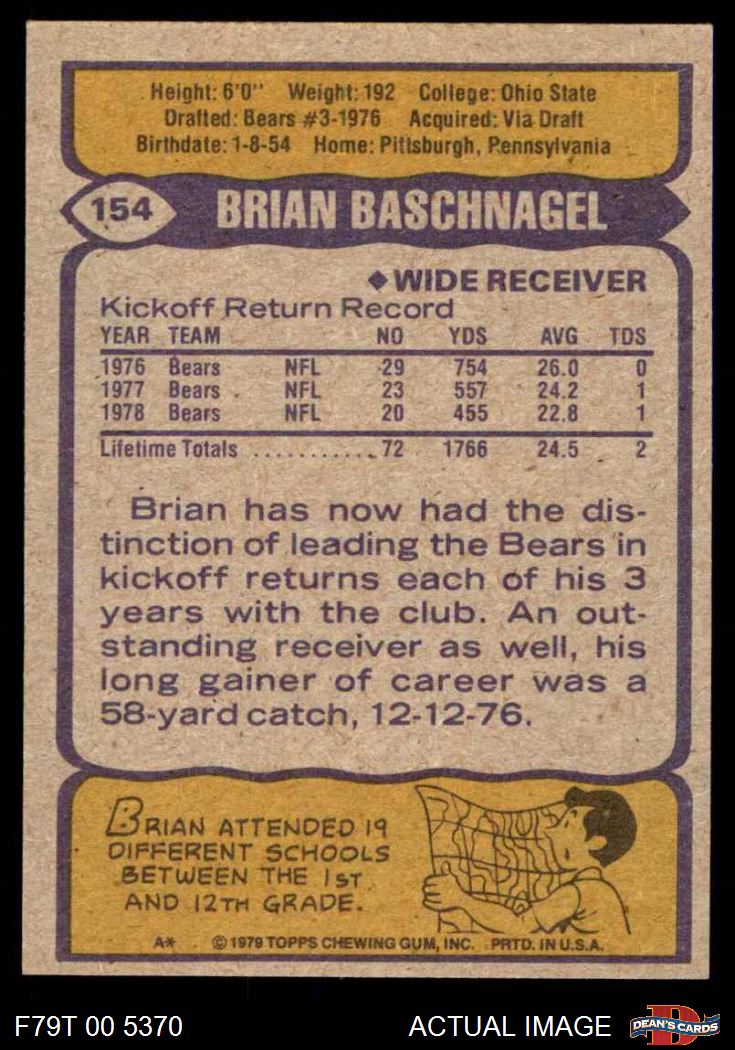 Height: 6'0" Weight: 192 College: Ohio State
Drafted: Bears #3-1976 Acquired: Via Draft
Birthdate: 1-8-54 Home: Pittsburgh, Pennsylvania
154 BRIAN BASCHNAGEL
◆ WIDE RECEIVER
Kickoff Return Record
YEAR TEAM NO YDS AVG TDS
1976 Bears NFL 29 754 26.0 0
1977 Bears NFL 23 557 24.2 1
1978 Bears NFL 20 455 22.8 1
Lifetime Totals ............ 72 1766 24.5 2
Brian has now had the dis-
tinction of leading the Bears in
kickoff returns each of his 3
years with the club. An out-
standing receiver as well, his
long gainer of career was a
58-yard catch, 12-12-76.
BRIAN ATTENDED 19
DIFFERENT SCHOOLS
BETWEEN THE 1ST
AND 12TH GRADE.
A* © 1979 TOPPS CHEWING GUM, INC. PRTD. IN U.S.A.
F79T 00 5370 ACTUAL IMAGE D DEAN'S CARDS